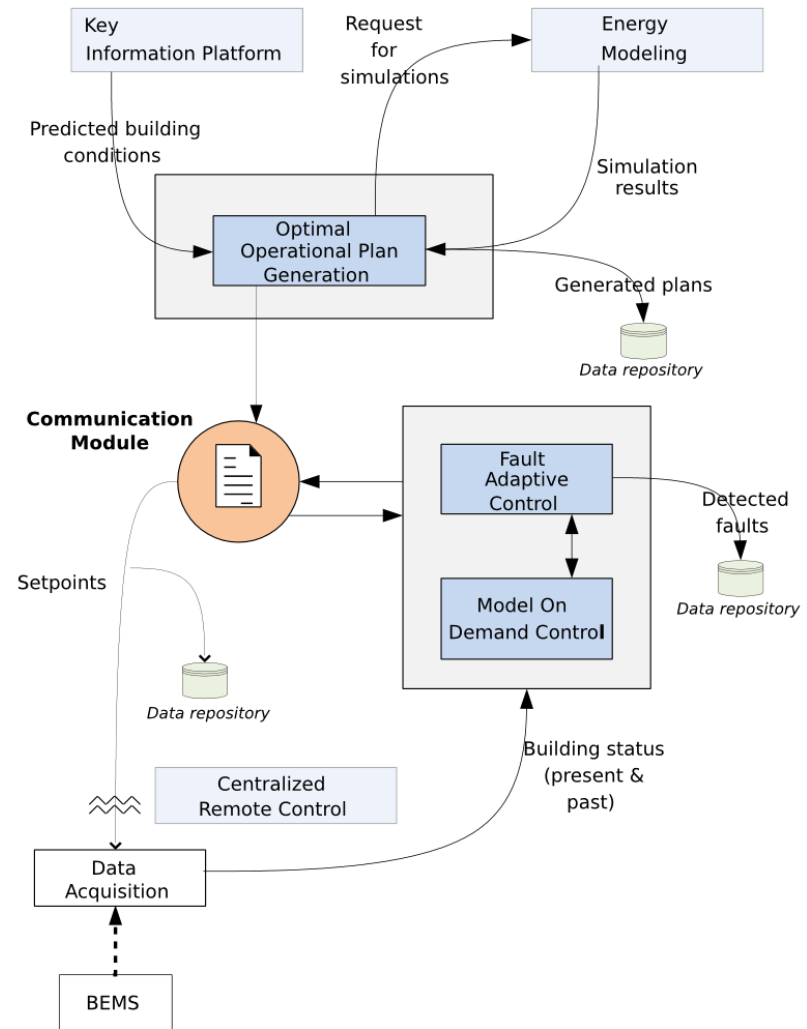 Key
Information Platform
Request
for
simulations
Energy
Modeling
Predicted building
conditions
Simulation
results
Optimal
Operational Plan
Generation
Generated plans
Data repository
Communication
Module
Fault
Adaptive
Control
Detected
faults
Data repository
Setpoints
Model On
Demand Control
Data repository
Building status
(present &
past)
Centralized
Remote Control
Data
Acquisition
BEMS